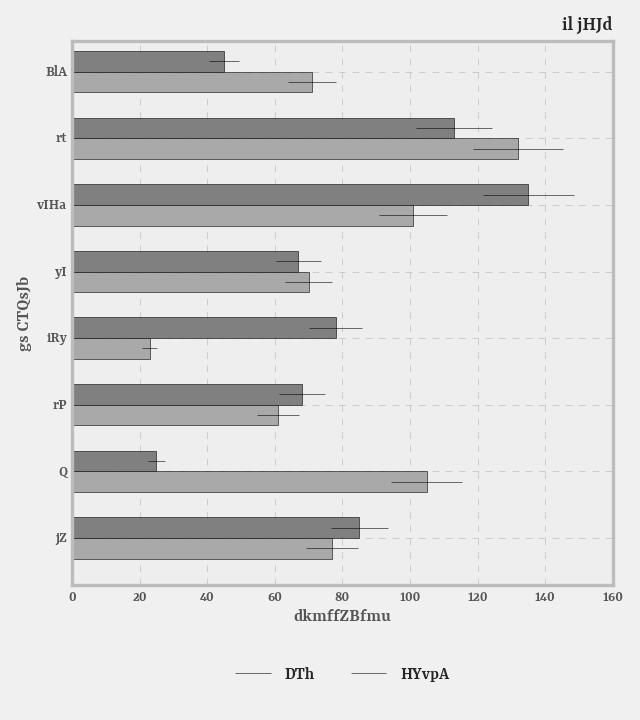 il jHJd
BlA
rt
vIHa
yI
iRy
rP
Q
jZ
gs CTQsJb
0 20 40 60 80 100 120 140 160
dkmffZBfmu
DTh HYvpA